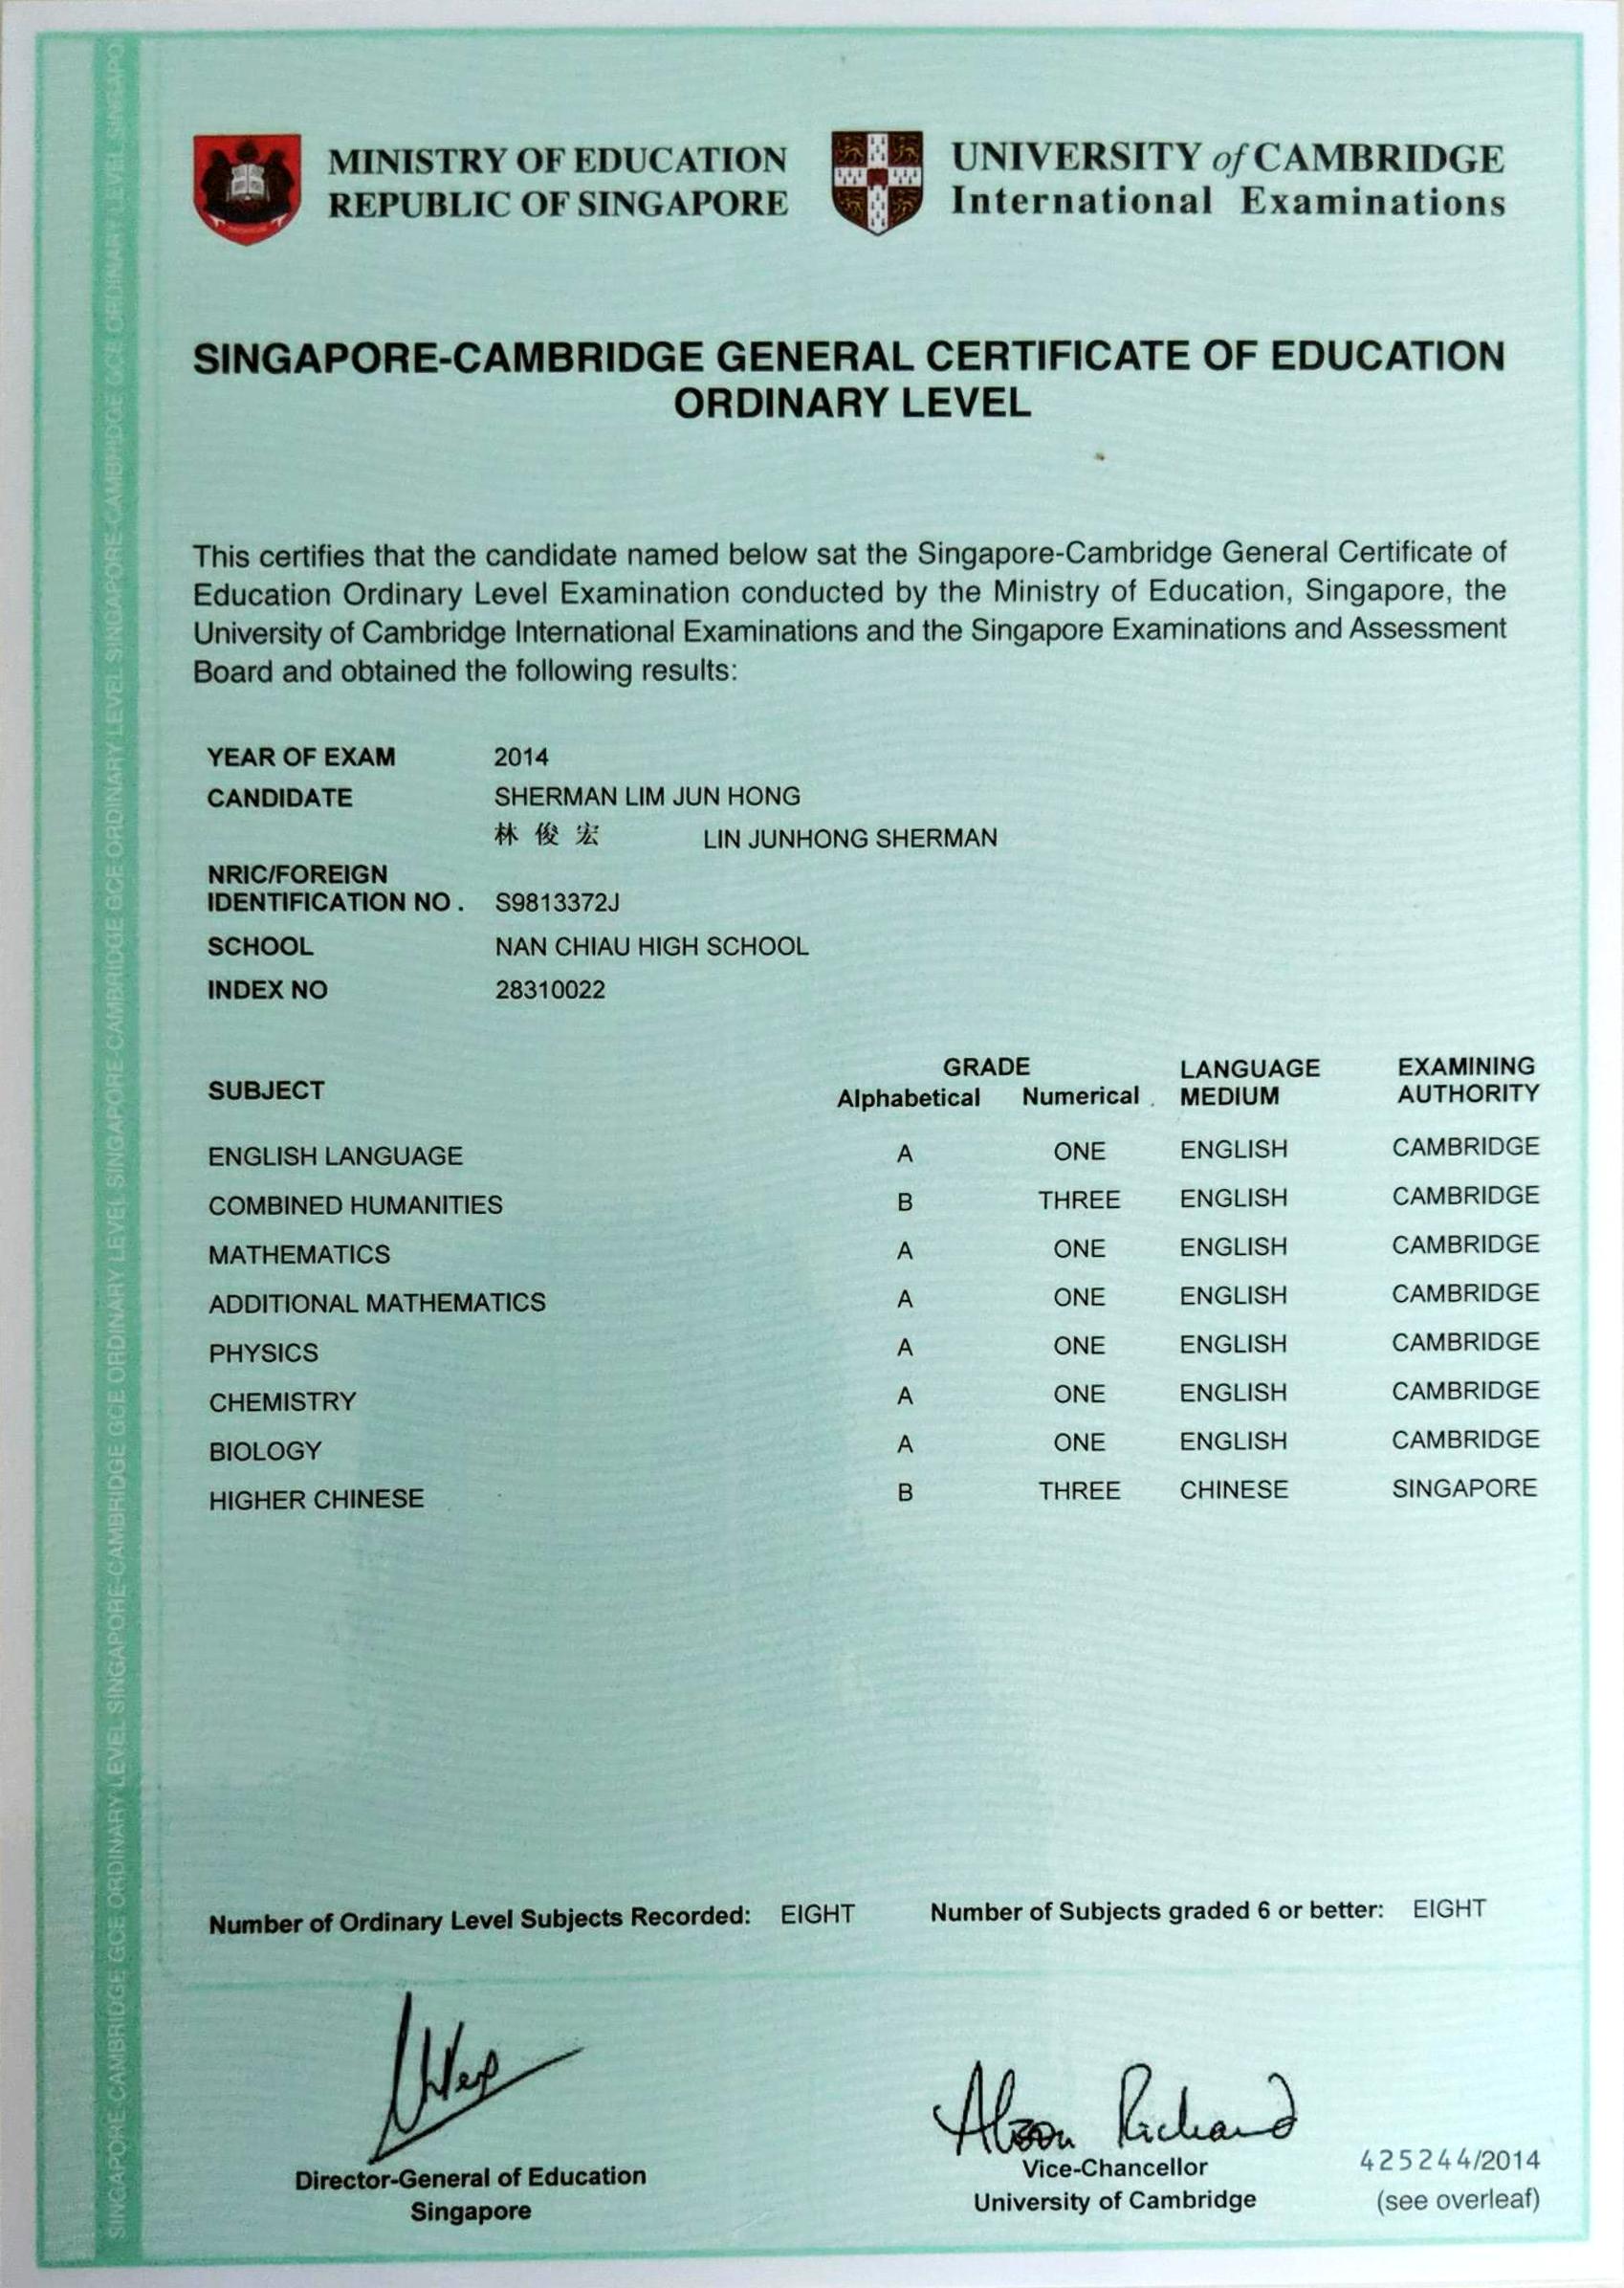 MINISTRY OF EDUCATION
REPUBLIC OF SINGAPORE
UNIVERSITY of CAMBRIDGE
International Examinations
SINGAPORE-CAMBRIDGE GENERAL CERTIFICATE OF EDUCATION
ORDINARY LEVEL
This certifies that the candidate named below sat the Singapore-Cambridge General Certificate of
Education Ordinary Level Examination conducted by the Ministry of Education, Singapore, the
University of Cambridge International Examinations and the Singapore Examinations and Assessment
Board and obtained the following results:
YEAR OF EXAM 2014
CANDIDATE SHERMAN LIM JUN HONG
林 俊 宏 LIN JUNHONG SHERMAN
NRIC/FOREIGN
IDENTIFICATION NO. S9813372J
SCHOOL NAN CHIAU HIGH SCHOOL
INDEX NO 28310022
SUBJECT GRADE LANGUAGE EXAMINING
Alphabetical Numerical MEDIUM AUTHORITY
ENGLISH LANGUAGE A ONE ENGLISH CAMBRIDGE
COMBINED HUMANITIES B THREE ENGLISH CAMBRIDGE
MATHEMATICS A ONE ENGLISH CAMBRIDGE
ADDITIONAL MATHEMATICS A ONE ENGLISH CAMBRIDGE
PHYSICS A ONE ENGLISH CAMBRIDGE
CHEMISTRY A ONE ENGLISH CAMBRIDGE
BIOLOGY A ONE ENGLISH CAMBRIDGE
HIGHER CHINESE B THREE CHINESE SINGAPORE
Number of Ordinary Level Subjects Recorded: EIGHT Number of Subjects graded 6 or better: EIGHT
Director-General of Education
Singapore
Alison Richard
Vice-Chancellor
University of Cambridge
425244/2014
(see overleaf)
SINGAPORE-CAMBRIDGE GCE ORDINARY LEVEL SINGAPORE-CAMBRIDGE GCE ORDINARY LEVEL SINGAPORE-CAMBRIDGE GCE ORDINARY LEVEL SINGAPORE-CAMBRIDGE GCE ORDINARY LEVEL SINGAPORE-CAMBRIDGE GCE ORDINARY LEVEL SINGAPO